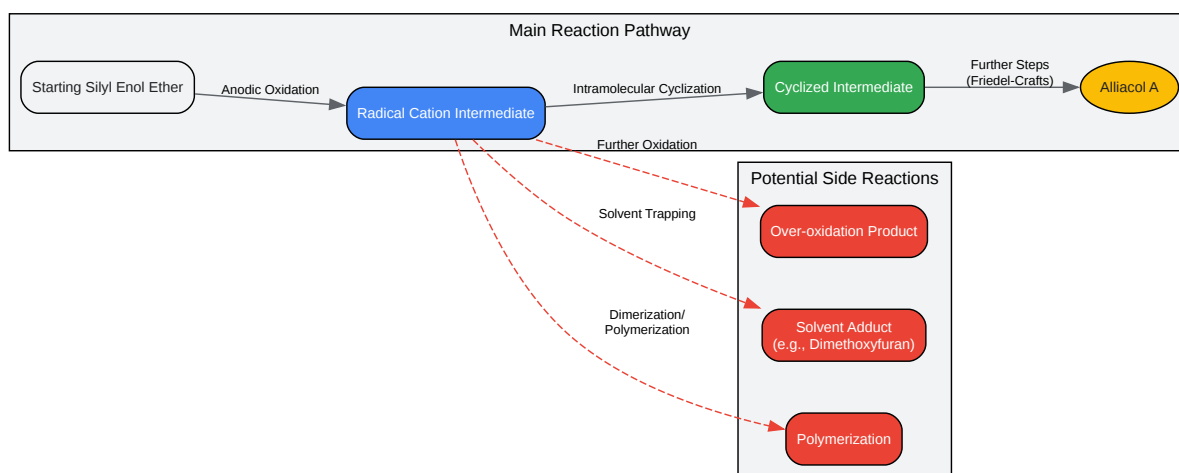 Main Reaction Pathway
Starting Silyl Enol Ether
Anodic Oxidation
Radical Cation Intermediate
Intramolecular Cyclization
Cyclized Intermediate
Further Steps
(Friedel-Crafts)
Alliacol A
Further Oxidation
Potential Side Reactions
Solvent Trapping
Over-oxidation Product
Dimerization/
Polymerization
Solvent Adduct
(e.g., Dimethoxyfuran)
Polymerization